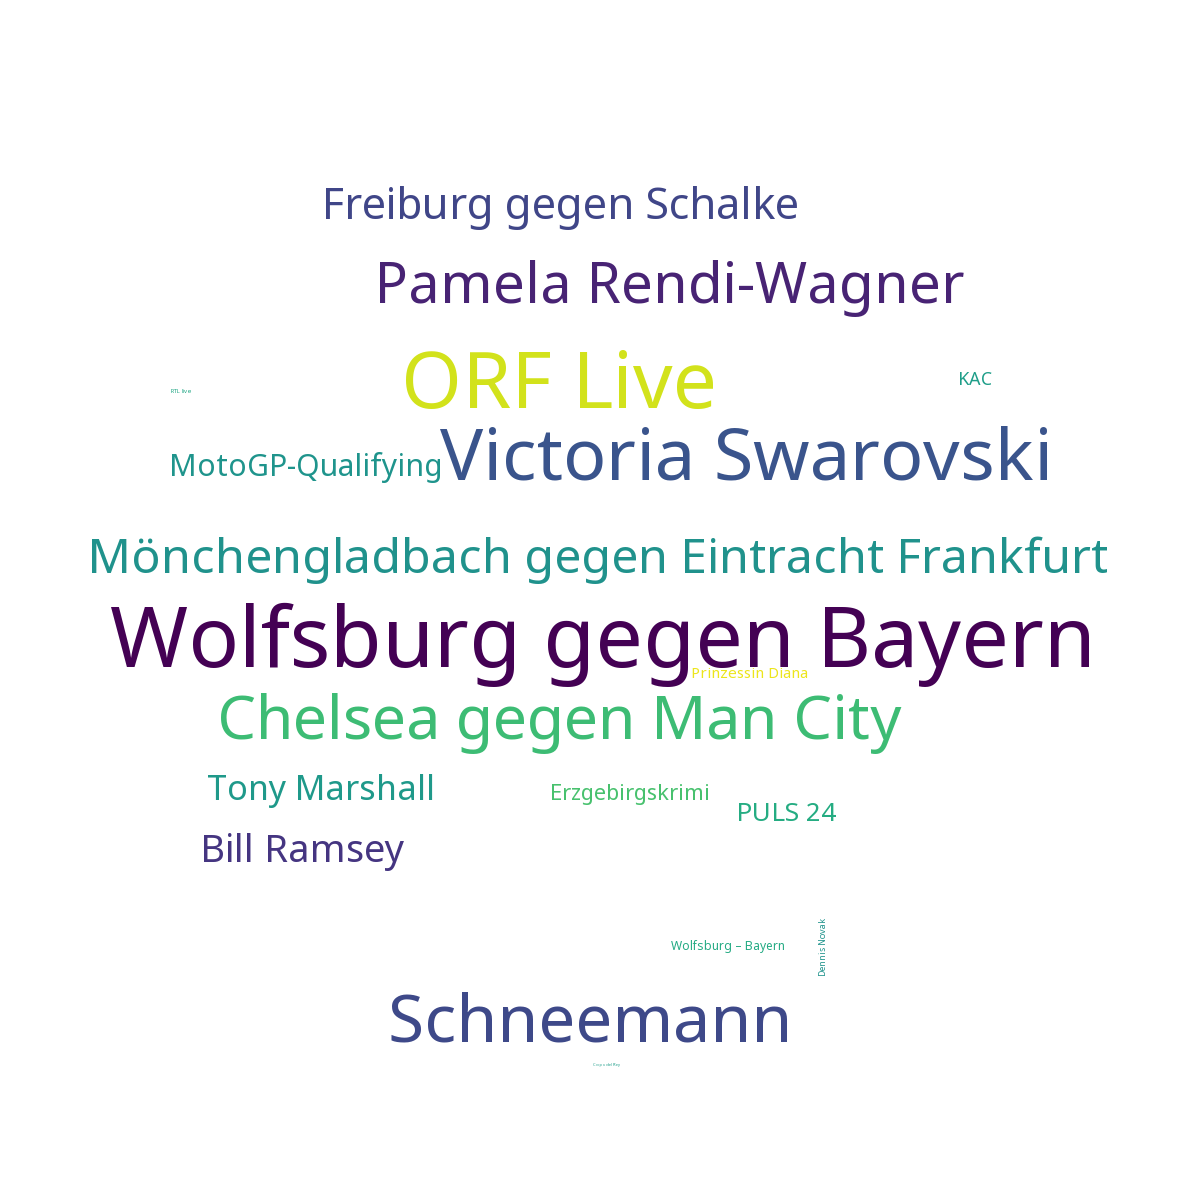 Freiburg gegen Schalke
Pamela Rendi-Wagner
ORF Live
KAC
RTL live
Victoria Swarovski
MotoGP-Qualifying
Mönchengladbach gegen Eintracht Frankfurt
Wolfsburg gegen Bayern
Prinzessin Diana
Chelsea gegen Man City
Tony Marshall
Erzgebirgskrimi
PULS 24
Bill Ramsey
Wolfsburg – Bayern
Dennis Novak
Schneemann
Copa del Rey